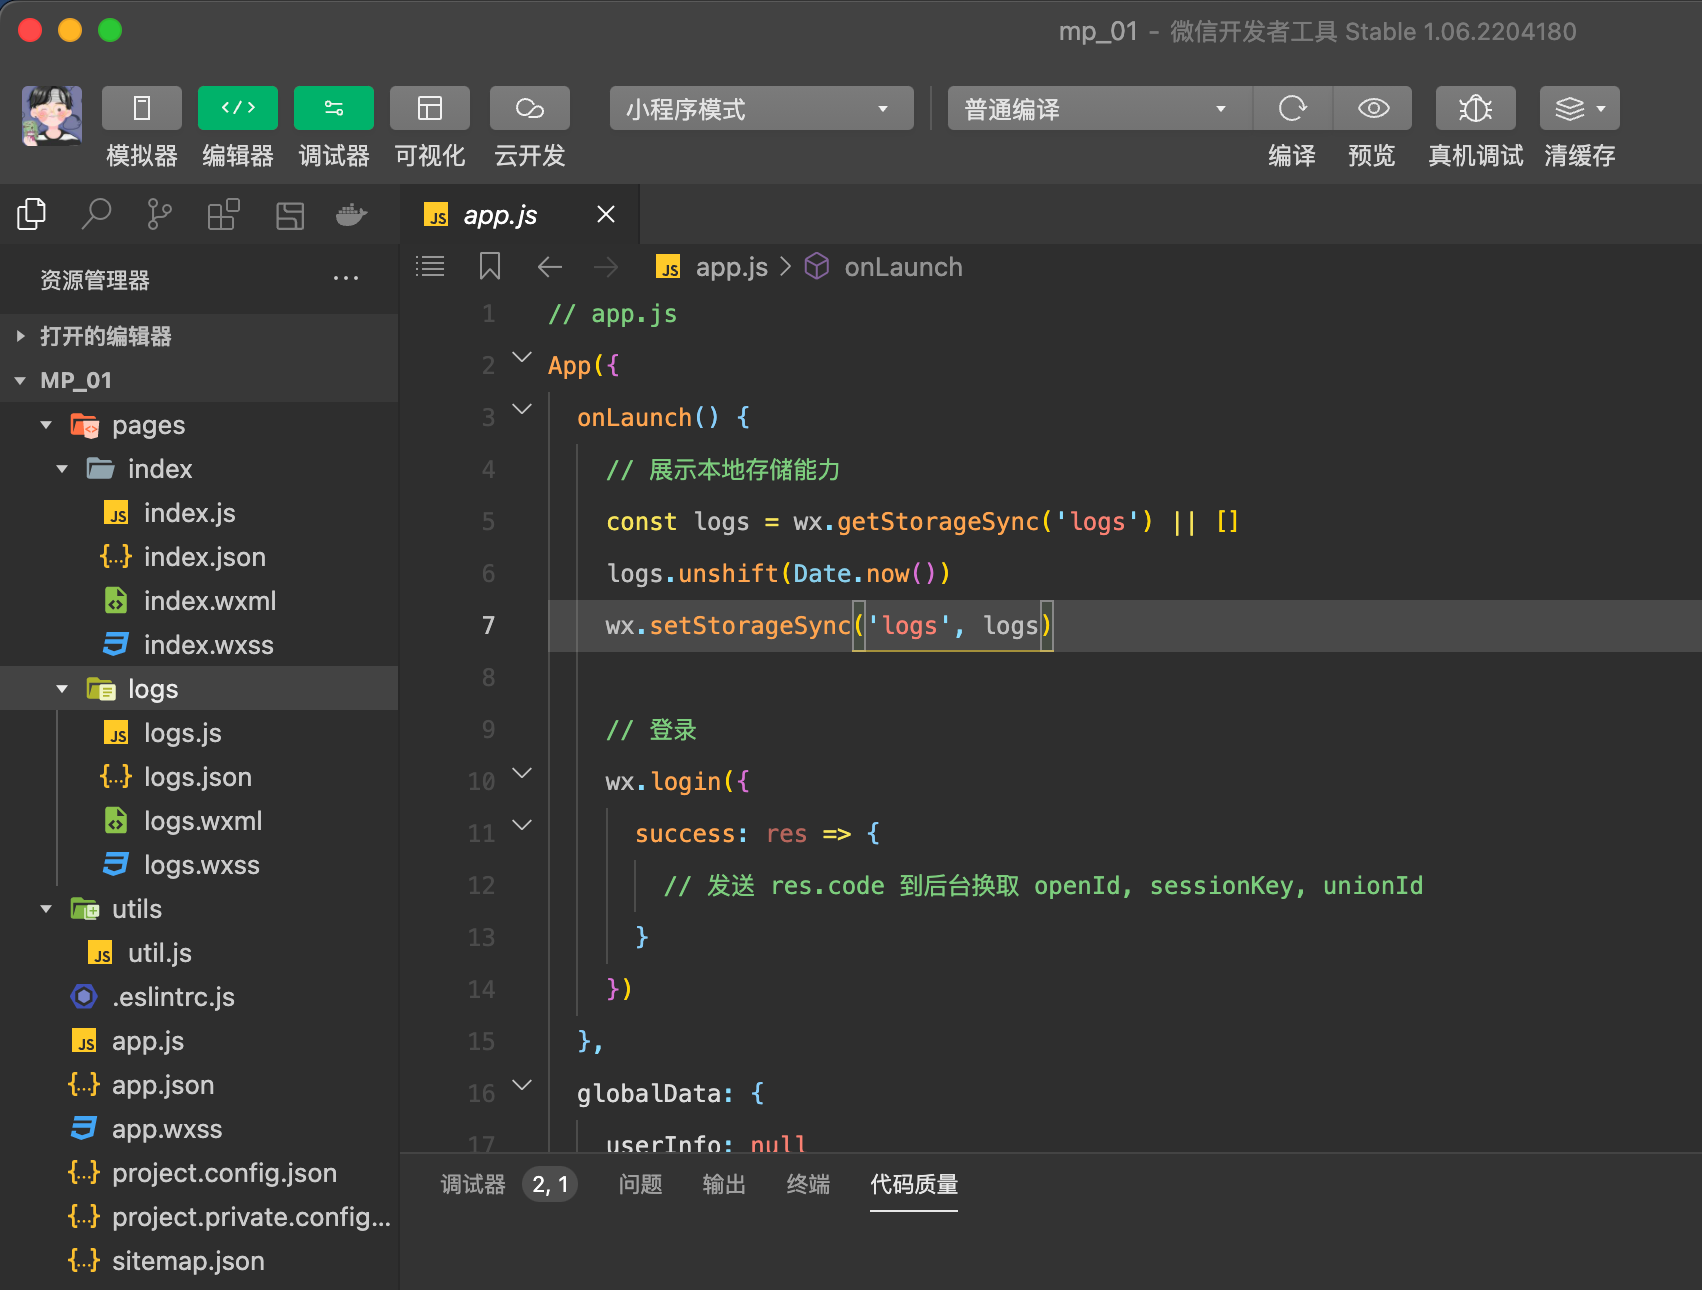 mp_01 - 微信开发者工具 Stable 1.06.2204180
模拟器 编辑器 调试器 可视化 云开发
小程序模式
普通编译
编译 预览 真机调试 清缓存
JS app.js
资源管理器
打开的编辑器
MP_01
pages
index
JS index.js
{..} index.json
index.wxml
index.wxss
logs
JS logs.js
{..} logs.json
logs.wxml
logs.wxss
utils
JS util.js
.eslintrc.js
JS app.js
{..} app.json
app.wxss
{..} project.config.json
{..} project.private.config...
{..} sitemap.json
JS app.js > onLaunch
1 // app.js
2 App({
3 onLaunch() {
4 // 展示本地存储能力
5 const logs = wx.getStorageSync('logs') || []
6 logs.unshift(Date.now())
7 wx.setStorageSync('logs', logs)
8
9 // 登录
10 wx.login({
11 success: res => {
12 // 发送 res.code 到后台换取 openId, sessionKey, unionId
13 }
14 })
15 },
16 globalData: {
17 userInfo: null
调试器 2, 1 问题 输出 终端 代码质量